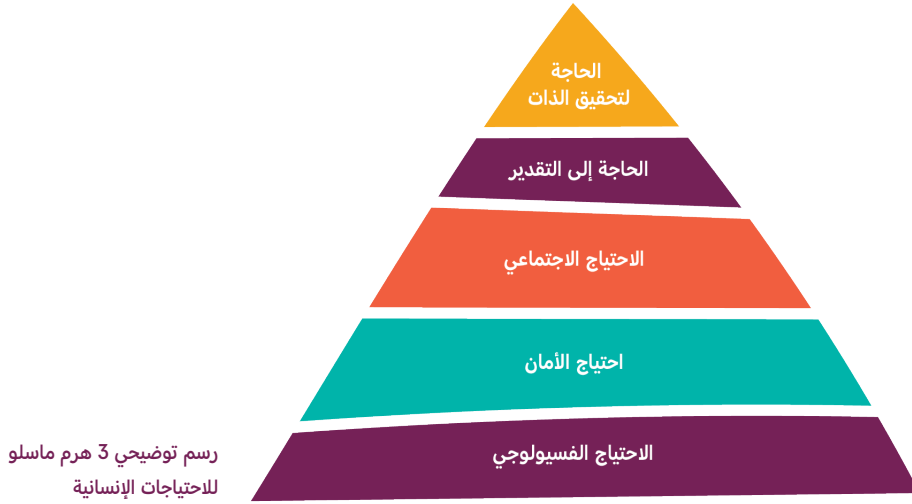 الحاجة
لتحقيق الذات
الحاجة إلى التقدير
الاحتياج الاجتماعي
احتياج الأمان
الاحتياج الفسيولوجي
رسم توضيحي 3 هرم ماسلو
للاحتياجات الإنسانية